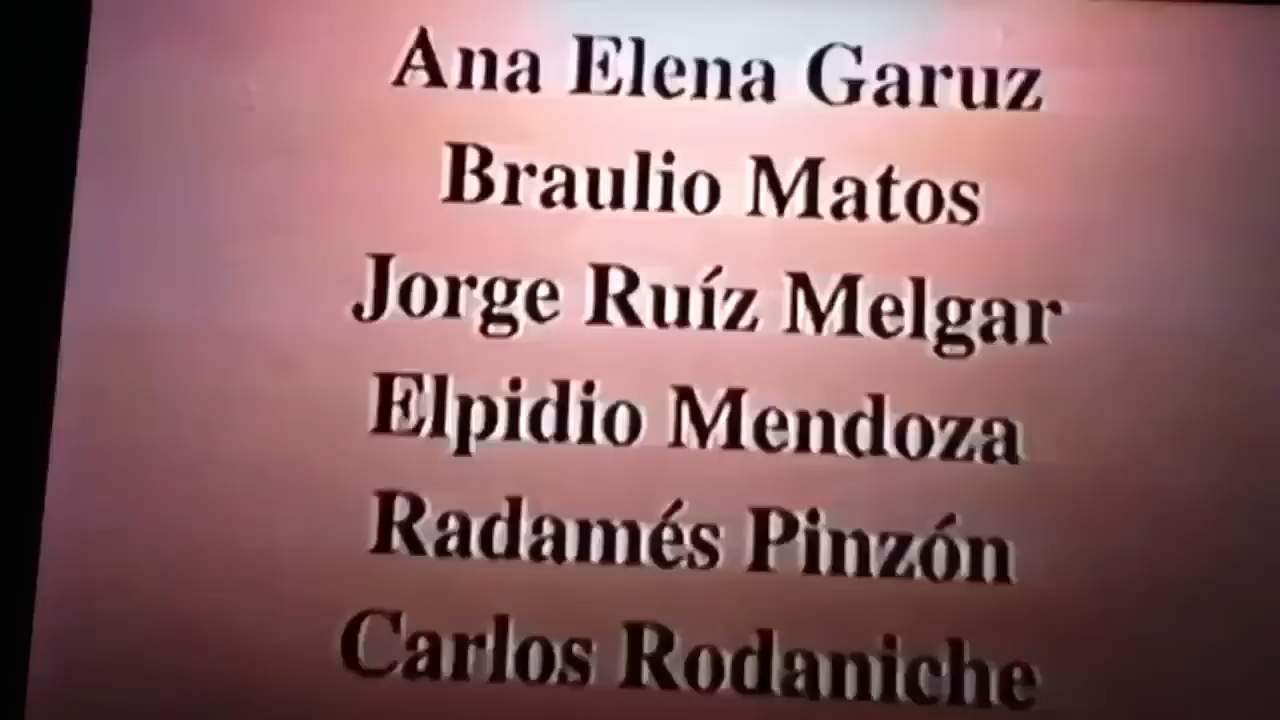 Ana Elena Garuz
Braulio Matos
Jorge Ruíz Melgar
Elpidio Mendoza
Radamés Pinzón
Carlos Rodaniche